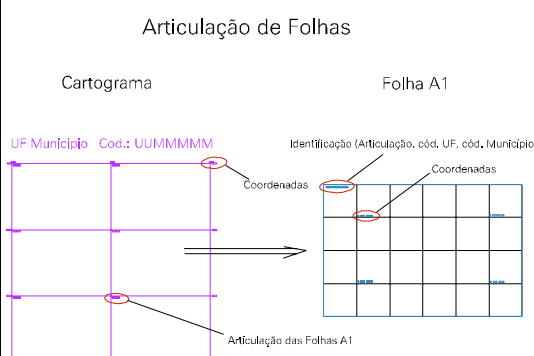 Articulação de Folhas
Cartograma
Folha A1
UF Municipio Cod.: UUMMMMM
Identificação (Articulação, cód. UF, cód. Município
Coordenadas
Coordenadas
Articulação das Folhas A1